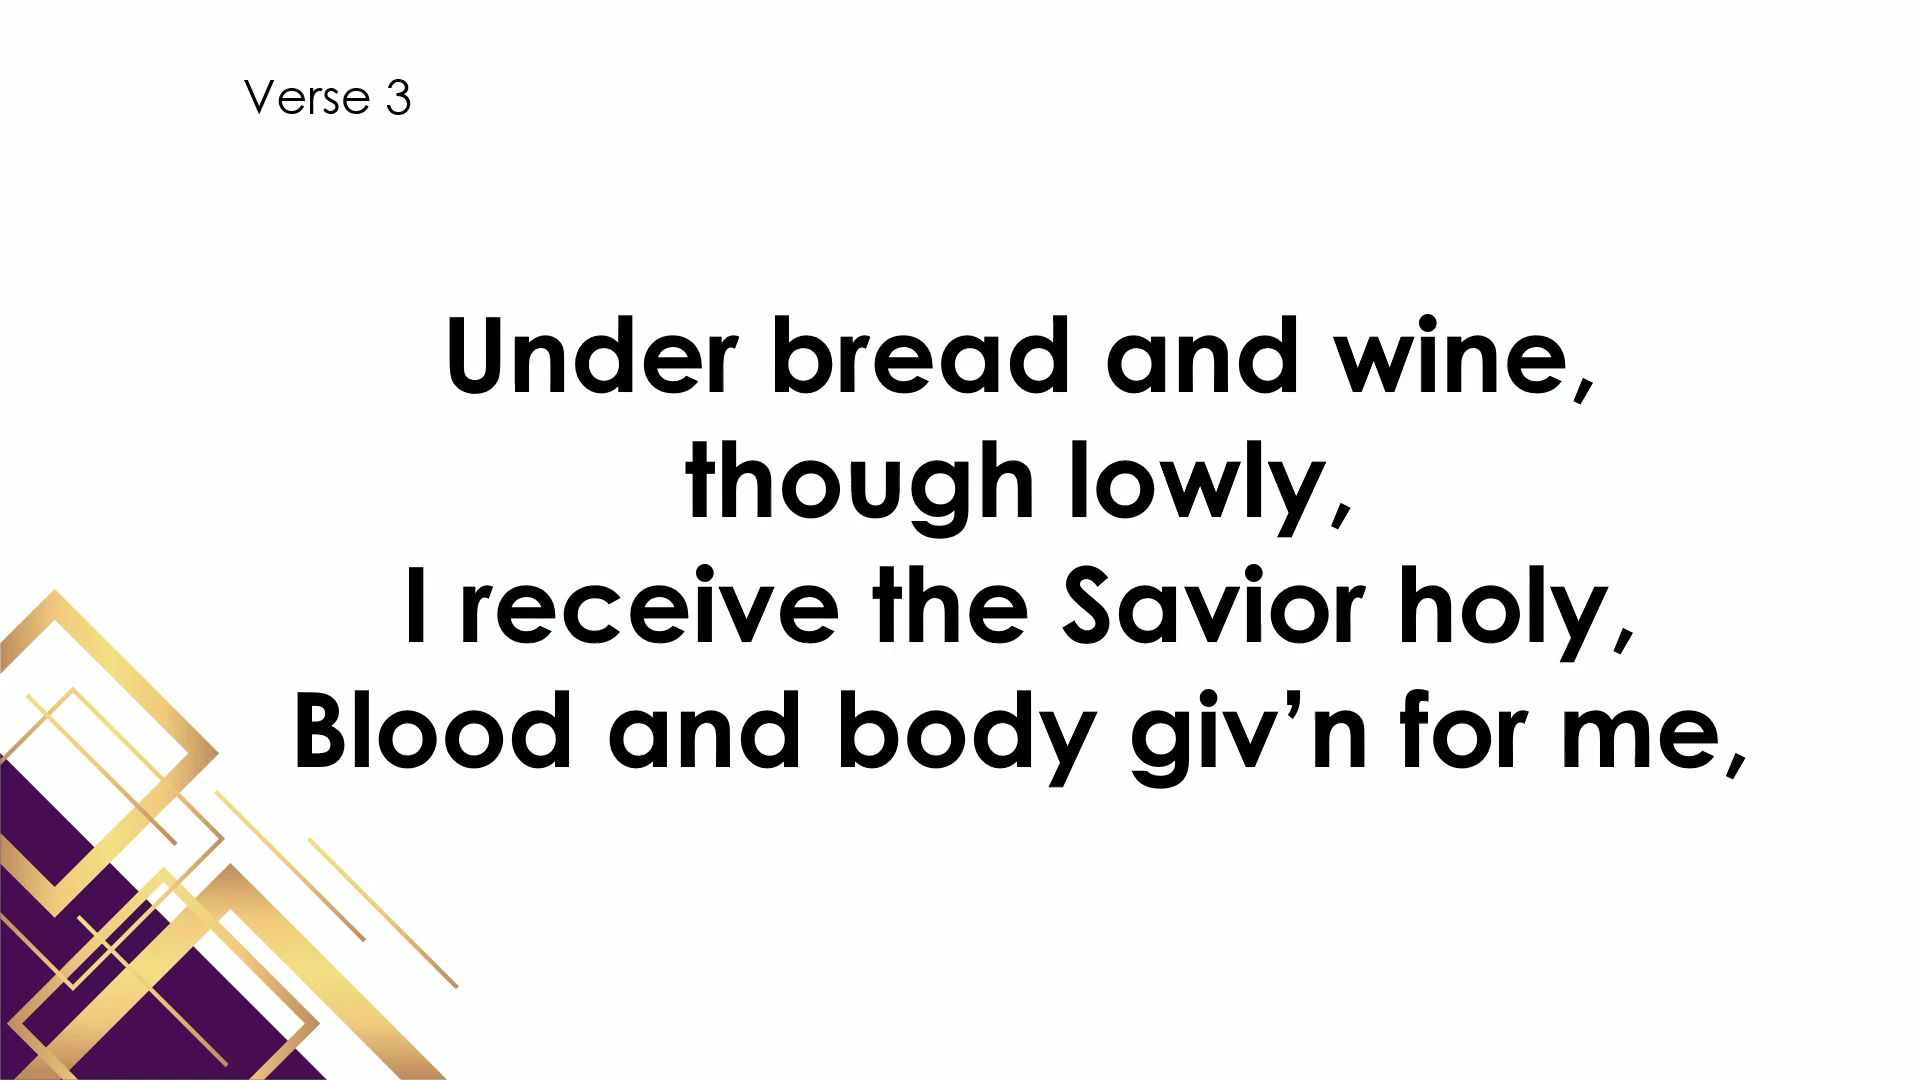 Verse 3
Under bread and wine,
though lowly,
I receive the Savior holy,
Blood and body giv’n for me,